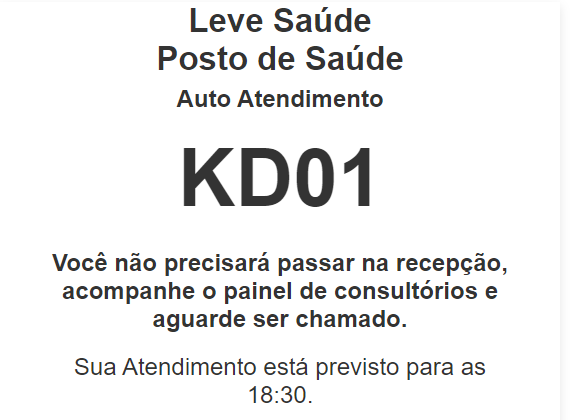 Leve Saúde
Posto de Saúde
Auto Atendimento
KD01
Você não precisará passar na recepção,
acompanhe o painel de consultórios e
aguarde ser chamado.
Sua Atendimento está previsto para as
18:30.